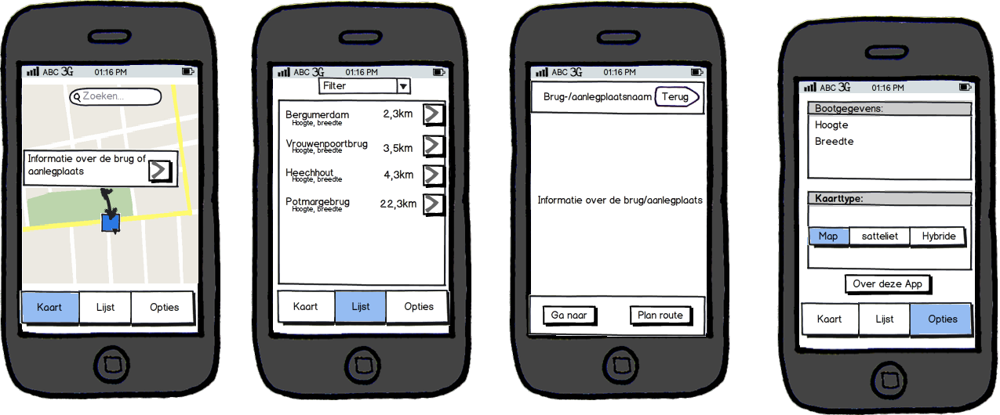 ABC 3G 01:16 PM
Zoeken...
Informatie over de brug of
aanlegplaats
Kaart Lijst Opties
ABC 3G 01:16 PM
Filter
Bergumerdam 2,3km
Hoogte, breedte
Vrouwenpoortbrug 3,5km
Hoogte, breedte
Heechhout 4,3km
Hoogte, breedte
Potmargebrug 22,3km
Hoogte, breedte
Kaart Lijst Opties
ABC 3G 01:16 PM
Brug-/aanlegplaatsnaam Terug
Informatie over de brug/aanlegplaats
Ga naar Plan route
ABC 3G 01:16 PM
Bootgegevens:
Hoogte
Breedte
Kaarttype:
Map satteliet Hybride
Over deze App
Kaart Lijst Opties